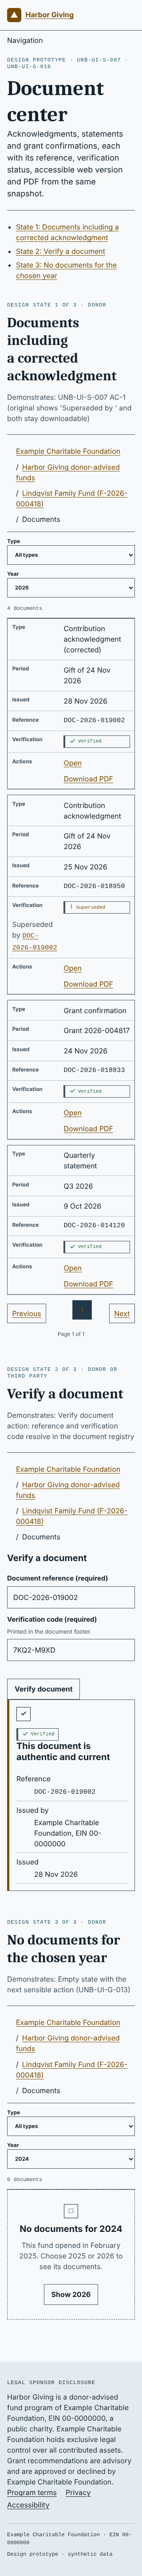 Harbor Giving
Navigation
DESIGN PROTOTYPE · UNB-UI-S-007 ·
UNB-UI-G-016
Document
center
Acknowledgments, statements
and grant confirmations, each
with its reference, verification
status, accessible web version
and PDF from the same
snapshot.
State 1: Documents including a
corrected acknowledgment
State 2: Verify a document
State 3: No documents for the
chosen year
DESIGN STATE 1 OF 3 · DONOR
Documents
including
a corrected
acknowledgment
Demonstrates: UNB-UI-S-007 AC-1
(original shows 'Superseded by ' and
both stay downloadable)
Example Charitable Foundation
/ Harbor Giving donor-advised
funds
/ Lindqvist Family Fund (F-2026-
000418)
/ Documents
Type
All types
Year
2026
4 documents
Type Contribution
acknowledgment
(corrected)
Period Gift of 24 Nov
2026
Issued 28 Nov 2026
Reference DOC-2026-019002
Verification ✓ Verified
Actions Open
Download PDF
Type Contribution
acknowledgment
Period Gift of 24 Nov
2026
Issued 25 Nov 2026
Reference DOC-2026-018950
Verification ! Superseded
Superseded
by DOC-
2026-019002
Actions Open
Download PDF
Type Grant confirmation
Period Grant 2026-004817
Issued 24 Nov 2026
Reference DOC-2026-018833
Verification ✓ Verified
Actions Open
Download PDF
Type Quarterly
statement
Period Q3 2026
Issued 9 Oct 2026
Reference DOC-2026-014120
Verification ✓ Verified
Actions Open
Download PDF
Previous 1 Next
Page 1 of 1
DESIGN STATE 2 OF 3 · DONOR OR
THIRD PARTY
Verify a document
Demonstrates: Verify document
action: reference and verification
code resolve in the document registry
Example Charitable Foundation
/ Harbor Giving donor-advised
funds
/ Lindqvist Family Fund (F-2026-
000418)
/ Documents
Verify a document
Document reference (required)
DOC-2026-019002
Verification code (required)
Printed in the document footer.
7KQ2-M9XD
Verify document
✓
✓ Verified
This document is
authentic and current
Reference
DOC-2026-019002
Issued by
Example Charitable
Foundation, EIN 00-
0000000
Issued
28 Nov 2026
DESIGN STATE 3 OF 3 · DONOR
No documents for
the chosen year
Demonstrates: Empty state with the
next sensible action (UNB-UI-G-013)
Example Charitable Foundation
/ Harbor Giving donor-advised
funds
/ Lindqvist Family Fund (F-2026-
000418)
/ Documents
Type
All types
Year
2024
0 documents
No documents for 2024
This fund opened in February
2025. Choose 2025 or 2026 to
see its documents.
Show 2026
LEGAL SPONSOR DISCLOSURE
Harbor Giving is a donor-advised
fund program of Example Charitable
Foundation, EIN 00-0000000, a
public charity. Example Charitable
Foundation holds exclusive legal
control over all contributed assets.
Grant recommendations are advisory
and are approved or declined by
Example Charitable Foundation.
Program terms Privacy
Accessibility
Example Charitable Foundation · EIN 00-
0000000
Design prototype · synthetic data